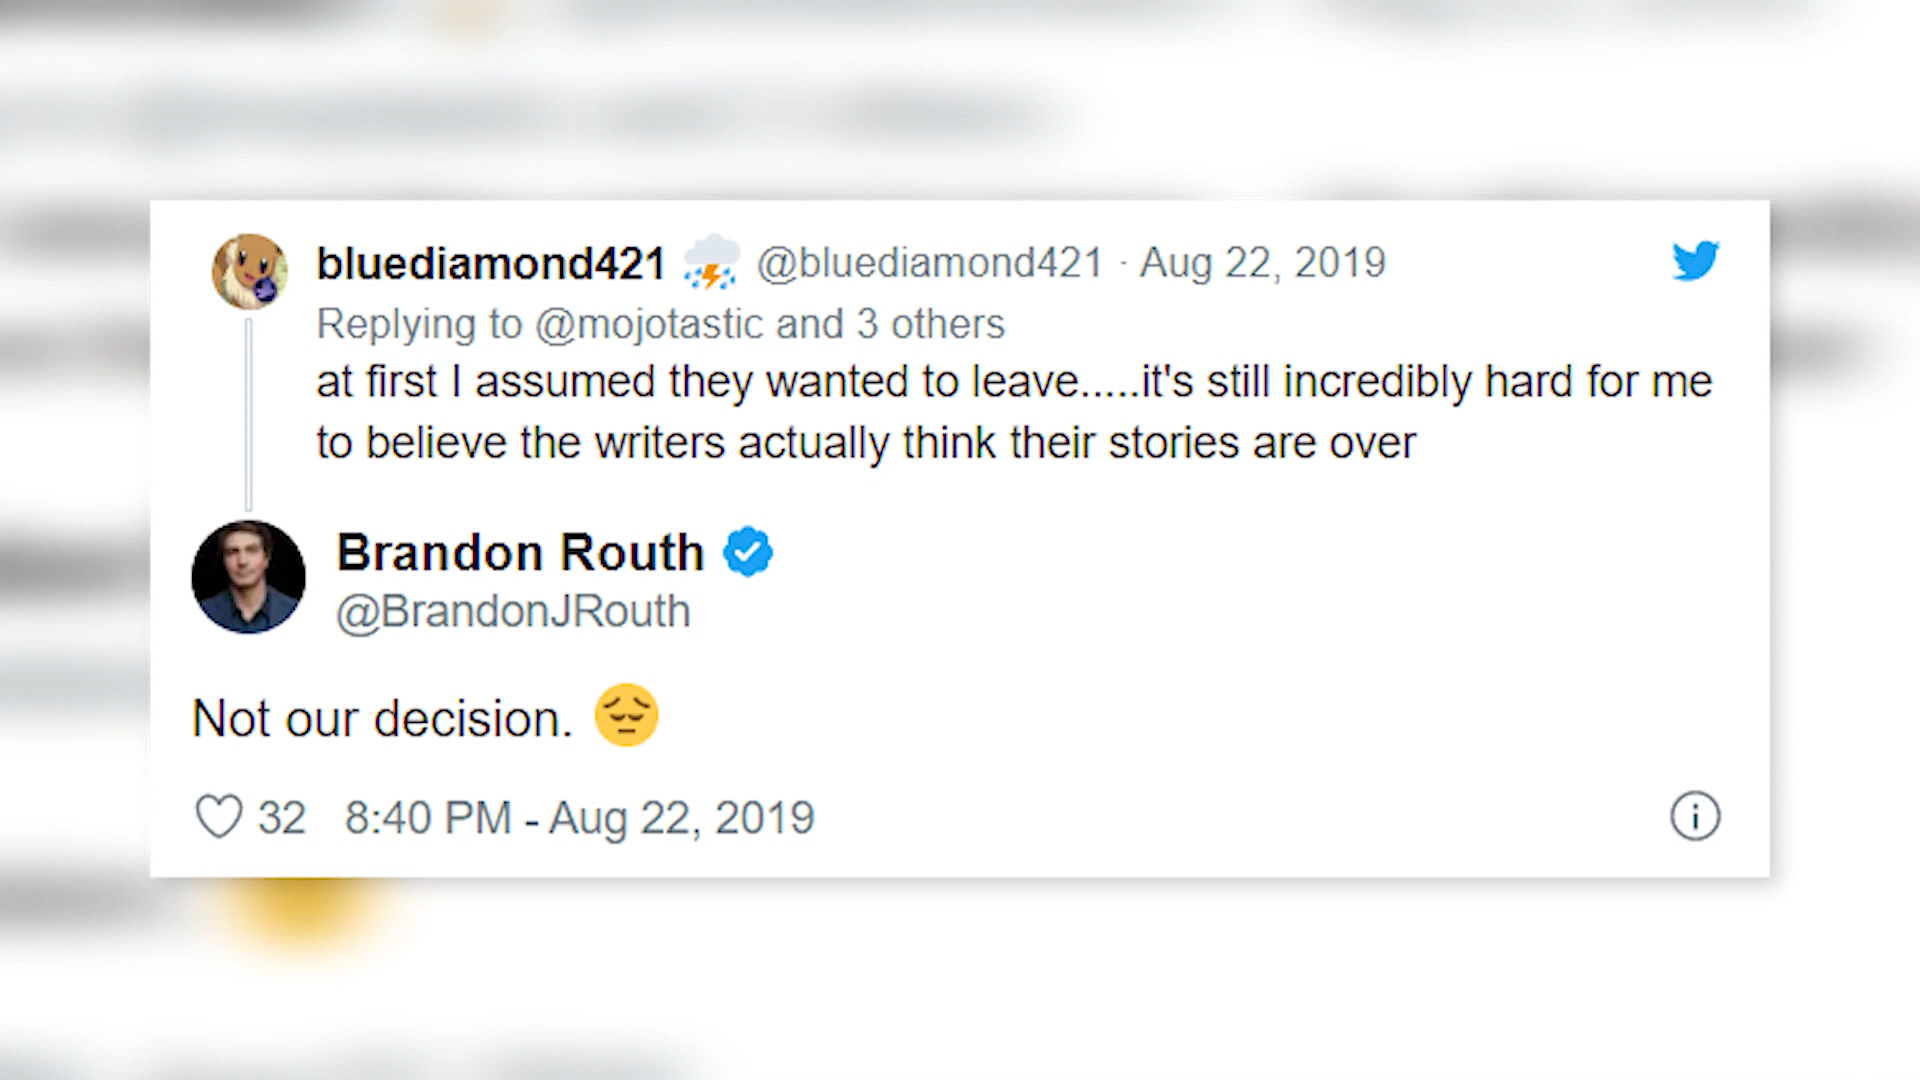 bluediamond421 ⛈️ @bluediamond421 · Aug 22, 2019
Replying to @mojotastic and 3 others
at first I assumed they wanted to leave.....it's still incredibly hard for me
to believe the writers actually think their stories are over
Brandon Routh
@BrandonJRouth
Not our decision. 😔
32 8:40 PM - Aug 22, 2019